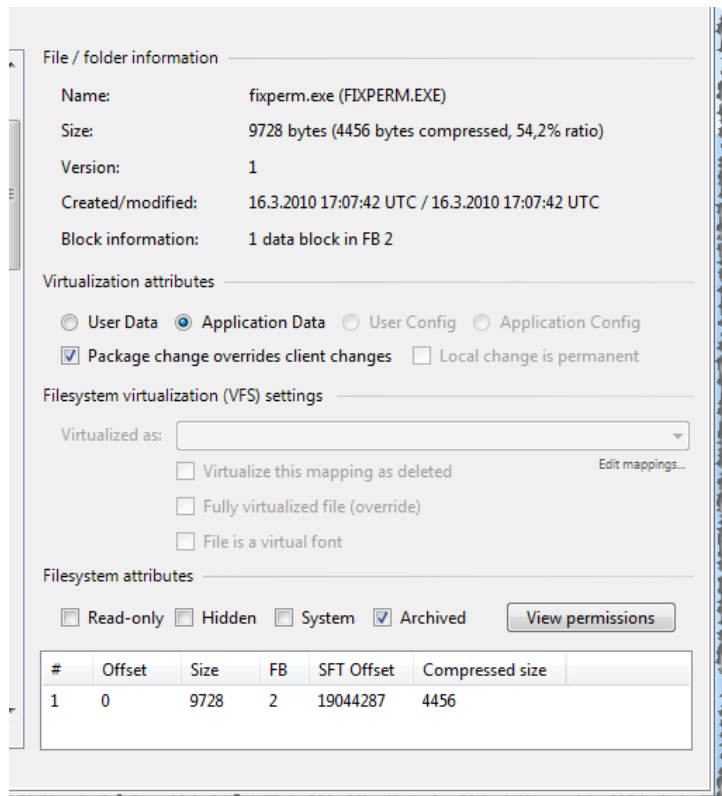 File / folder information
Name: fixperm.exe (FIXPERM.EXE)
Size: 9728 bytes (4456 bytes compressed, 54,2% ratio)
Version: 1
Created/modified: 16.3.2010 17:07:42 UTC / 16.3.2010 17:07:42 UTC
Block information: 1 data block in FB 2
Virtualization attributes
User Data Application Data User Config Application Config
Package change overrides client changes Local change is permanent
Filesystem virtualization (VFS) settings
Virtualized as:
Virtualize this mapping as deleted Edit mappings...
Fully virtualized file (override)
File is a virtual font
Filesystem attributes
Read-only Hidden System Archived View permissions
# Offset Size FB SFT Offset Compressed size
1 0 9728 2 19044287 4456